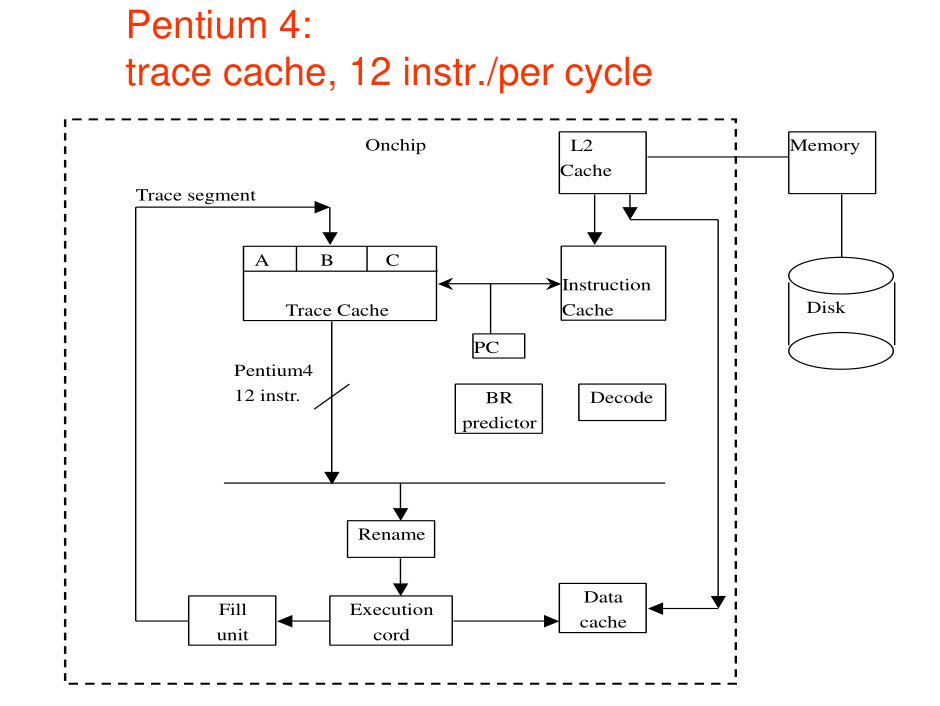 Pentium 4:
trace cache, 12 instr./per cycle
Onchip
L2
Cache
Memory
Trace segment
A B C
Trace Cache
Instruction
Cache
Disk
PC
Pentium4
12 instr.
BR
predictor
Decode
Rename
Fill
unit
Execution
cord
Data
cache